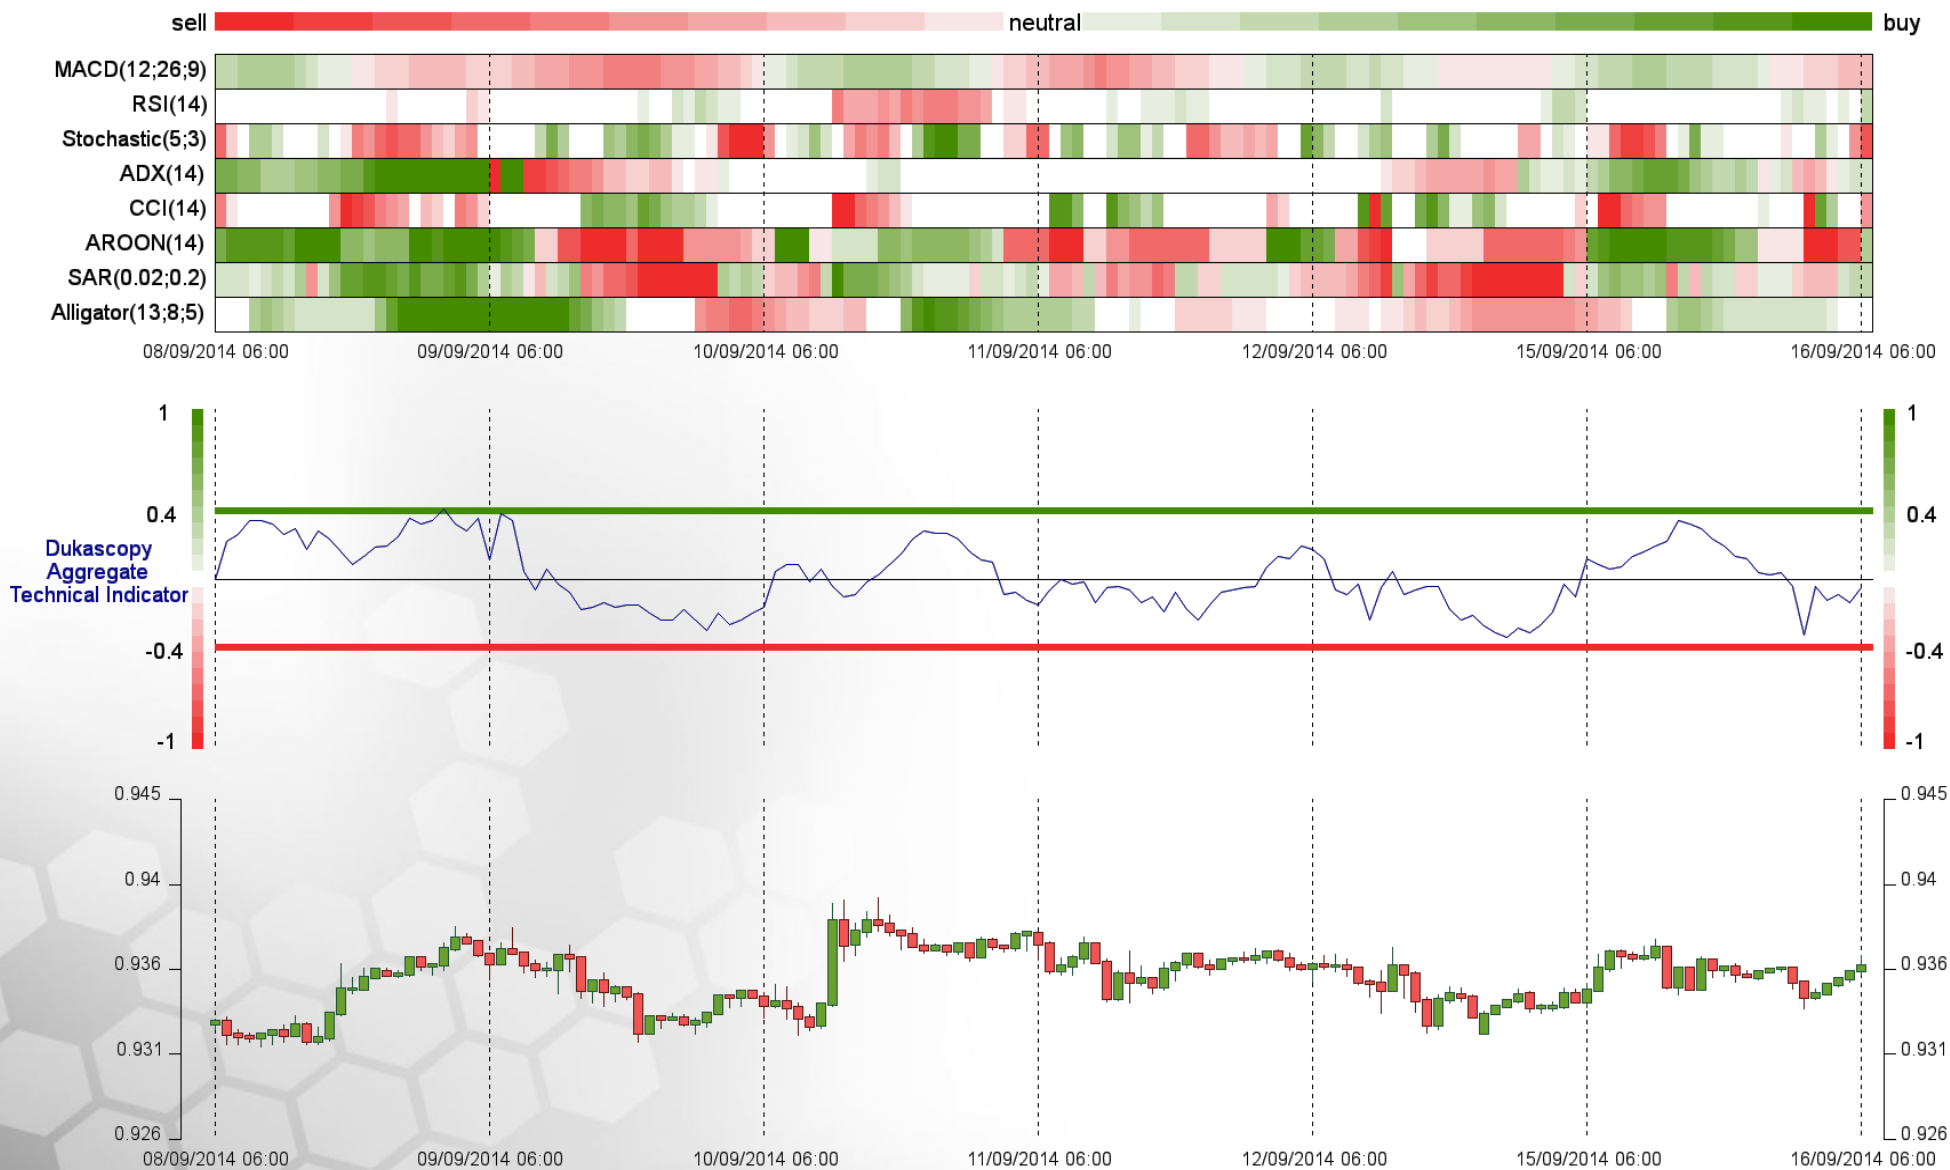 sell neutral buy
MACD(12;26;9)
RSI(14)
Stochastic(5;3)
ADX(14)
CCI(14)
AROON(14)
SAR(0.02;0.2)
Alligator(13;8;5)
08/09/2014 06:00 09/09/2014 06:00 10/09/2014 06:00 11/09/2014 06:00 12/09/2014 06:00 15/09/2014 06:00 16/09/2014 06:00
1 1
0.4 0.4
Dukascopy
Aggregate
Technical Indicator
-0.4 -0.4
-1 -1
0.945 0.945
0.94 0.94
0.936 0.936
0.931 0.931
0.926 0.926
08/09/2014 06:00 09/09/2014 06:00 10/09/2014 06:00 11/09/2014 06:00 12/09/2014 06:00 15/09/2014 06:00 16/09/2014 06:00